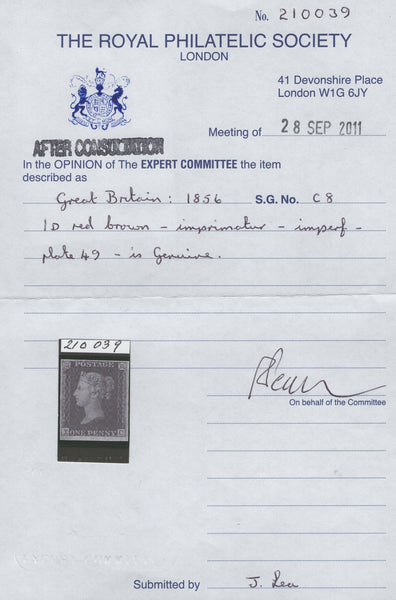 No. 210039
THE ROYAL PHILATELIC SOCIETY
LONDON
41 Devonshire Place
London W1G 6JY
Meeting of 28 SEP 2011
AFTER CONSULTATION
In the OPINION of The EXPERT COMMITTEE the item
described as
Great Britain: 1856 S.G. No. C8
1D red brown - imprimatur - imperf -
plate 49 - is Genuine.
210 039
POSTAGE
ONE PENNY
On behalf of the Committee
Submitted by J. Lea